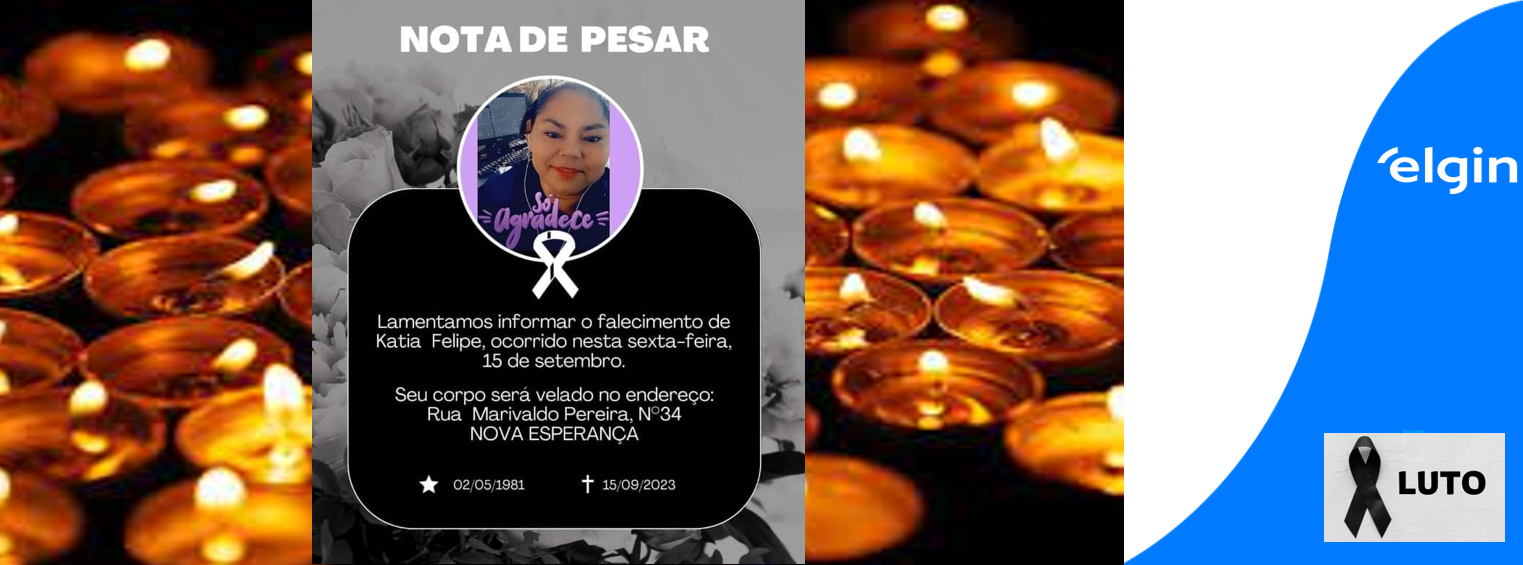 NOTA DE PESAR
Só
agradece
Lamentamos informar o falecimento de
Katia Felipe, ocorrido nesta sexta-feira,
15 de setembro.
Seu corpo será velado no endereço:
Rua Marivaldo Pereira, N°34
NOVA ESPERANÇA
02/05/1981
15/09/2023
elgin
LUTO